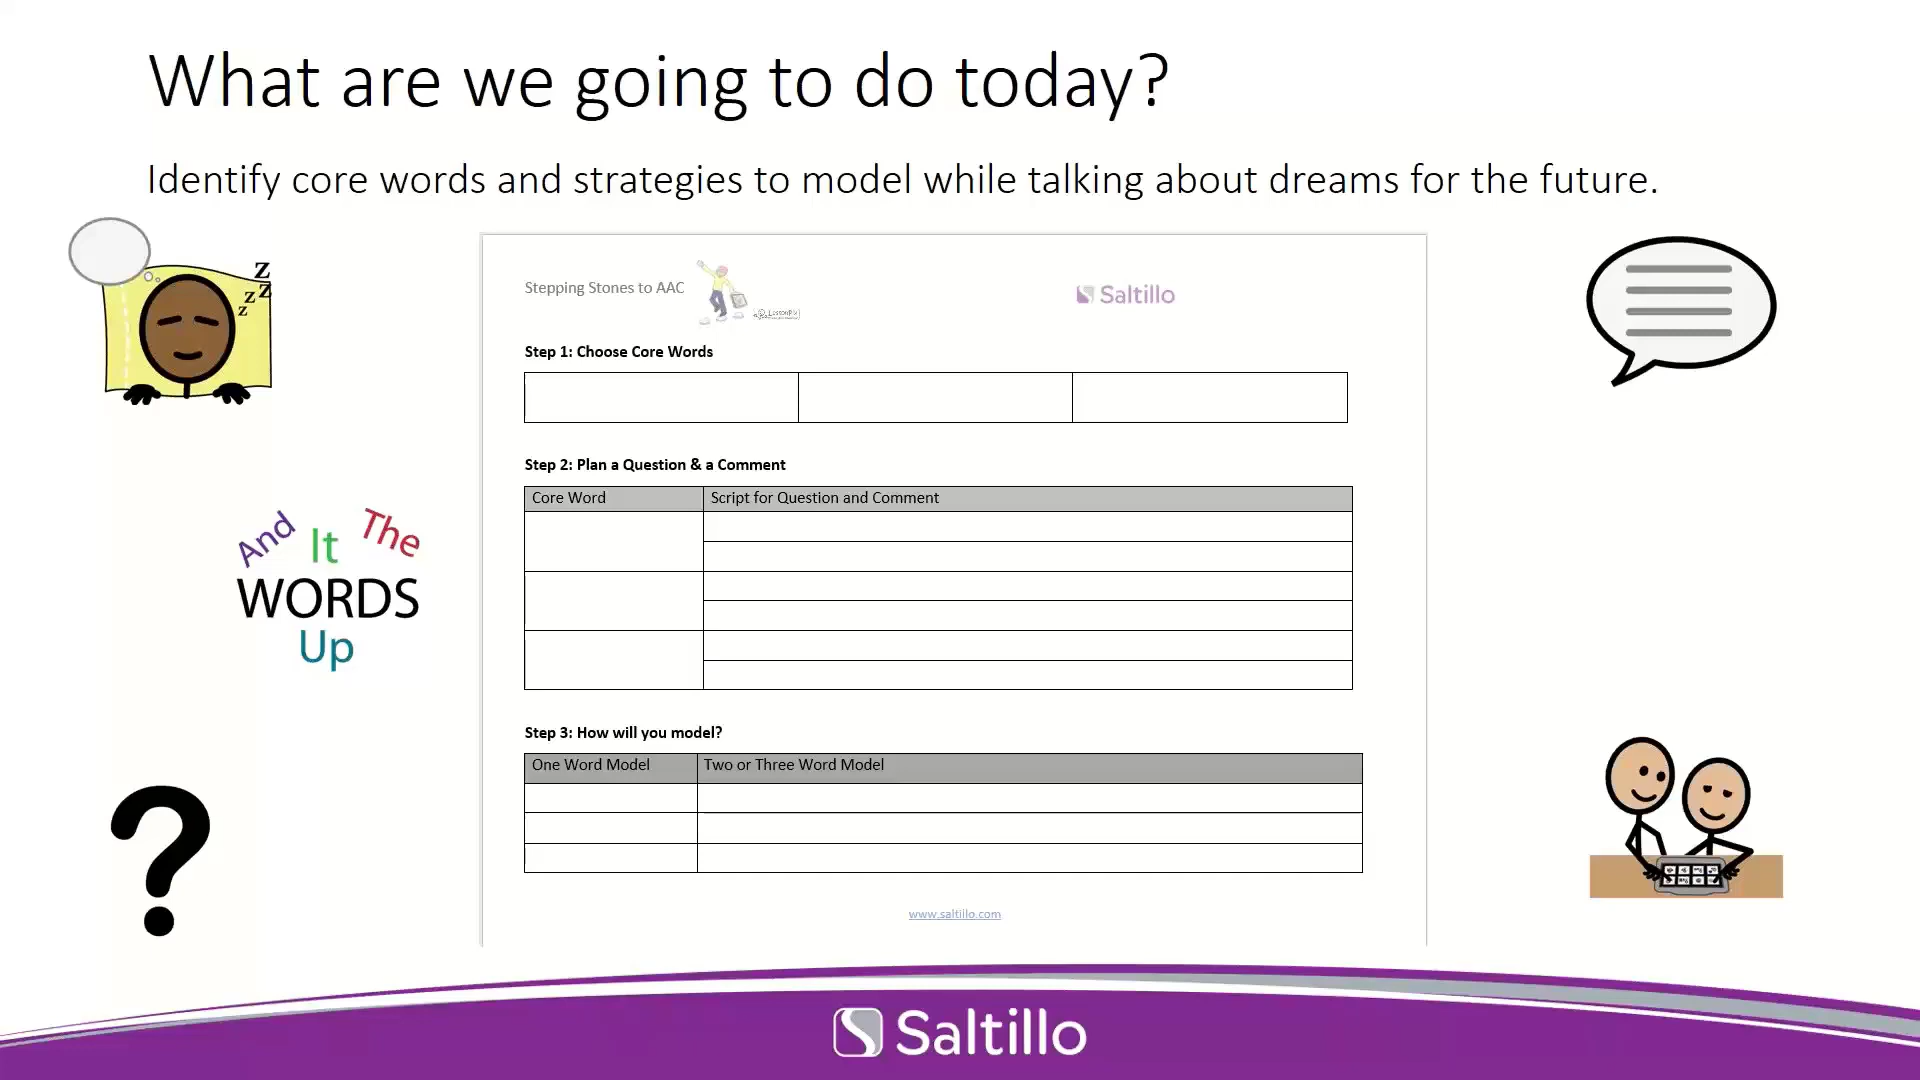 What are we going to do today?
Identify core words and strategies to model while talking about dreams for the future.
z
z
z
z
Stepping Stones to AAC
Saltillo
Step 1: Choose Core Words
Step 2: Plan a Question & a Comment
Core Word Script for Question and Comment
And It The
WORDS
Up
Step 3: How will you model?
One Word Model Two or Three Word Model
?
www.saltillo.com
Saltillo